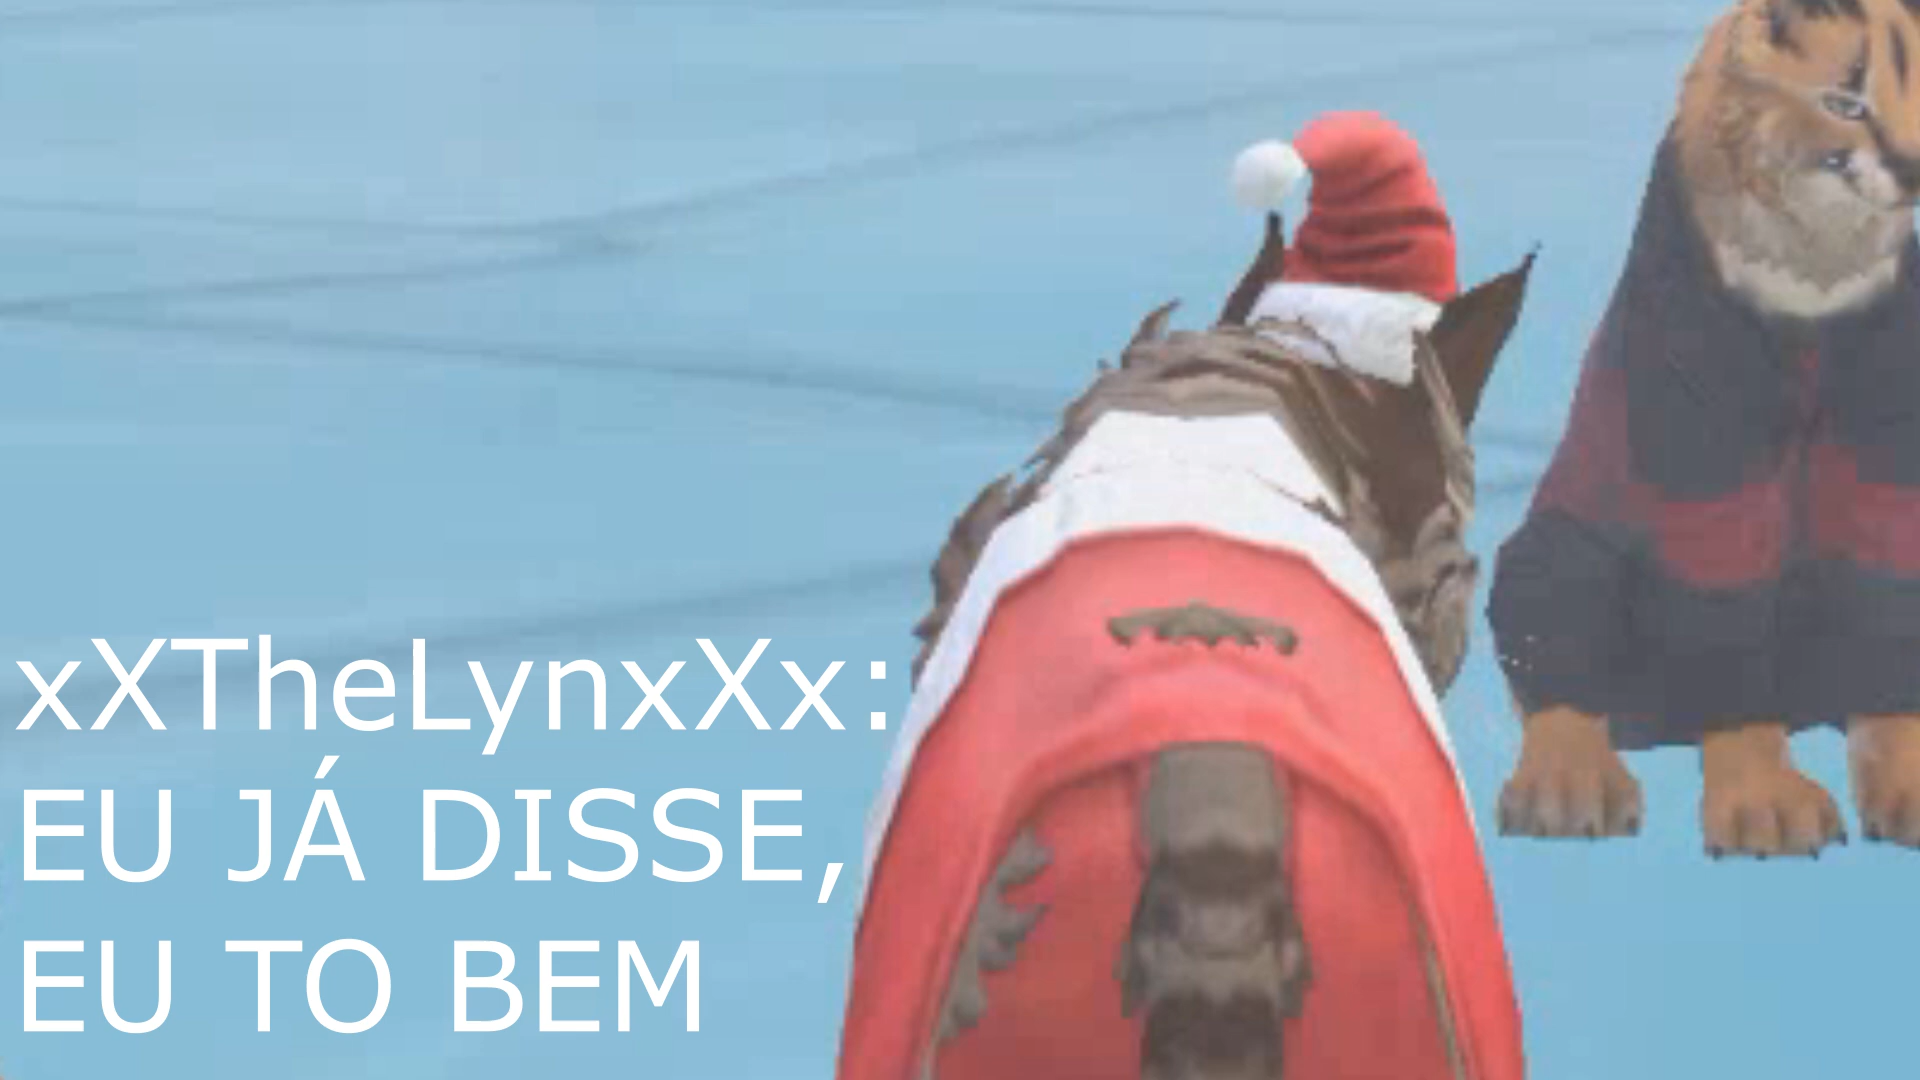 xXTheLynxXx:
EU JÁ DISSE,
EU TO BEM